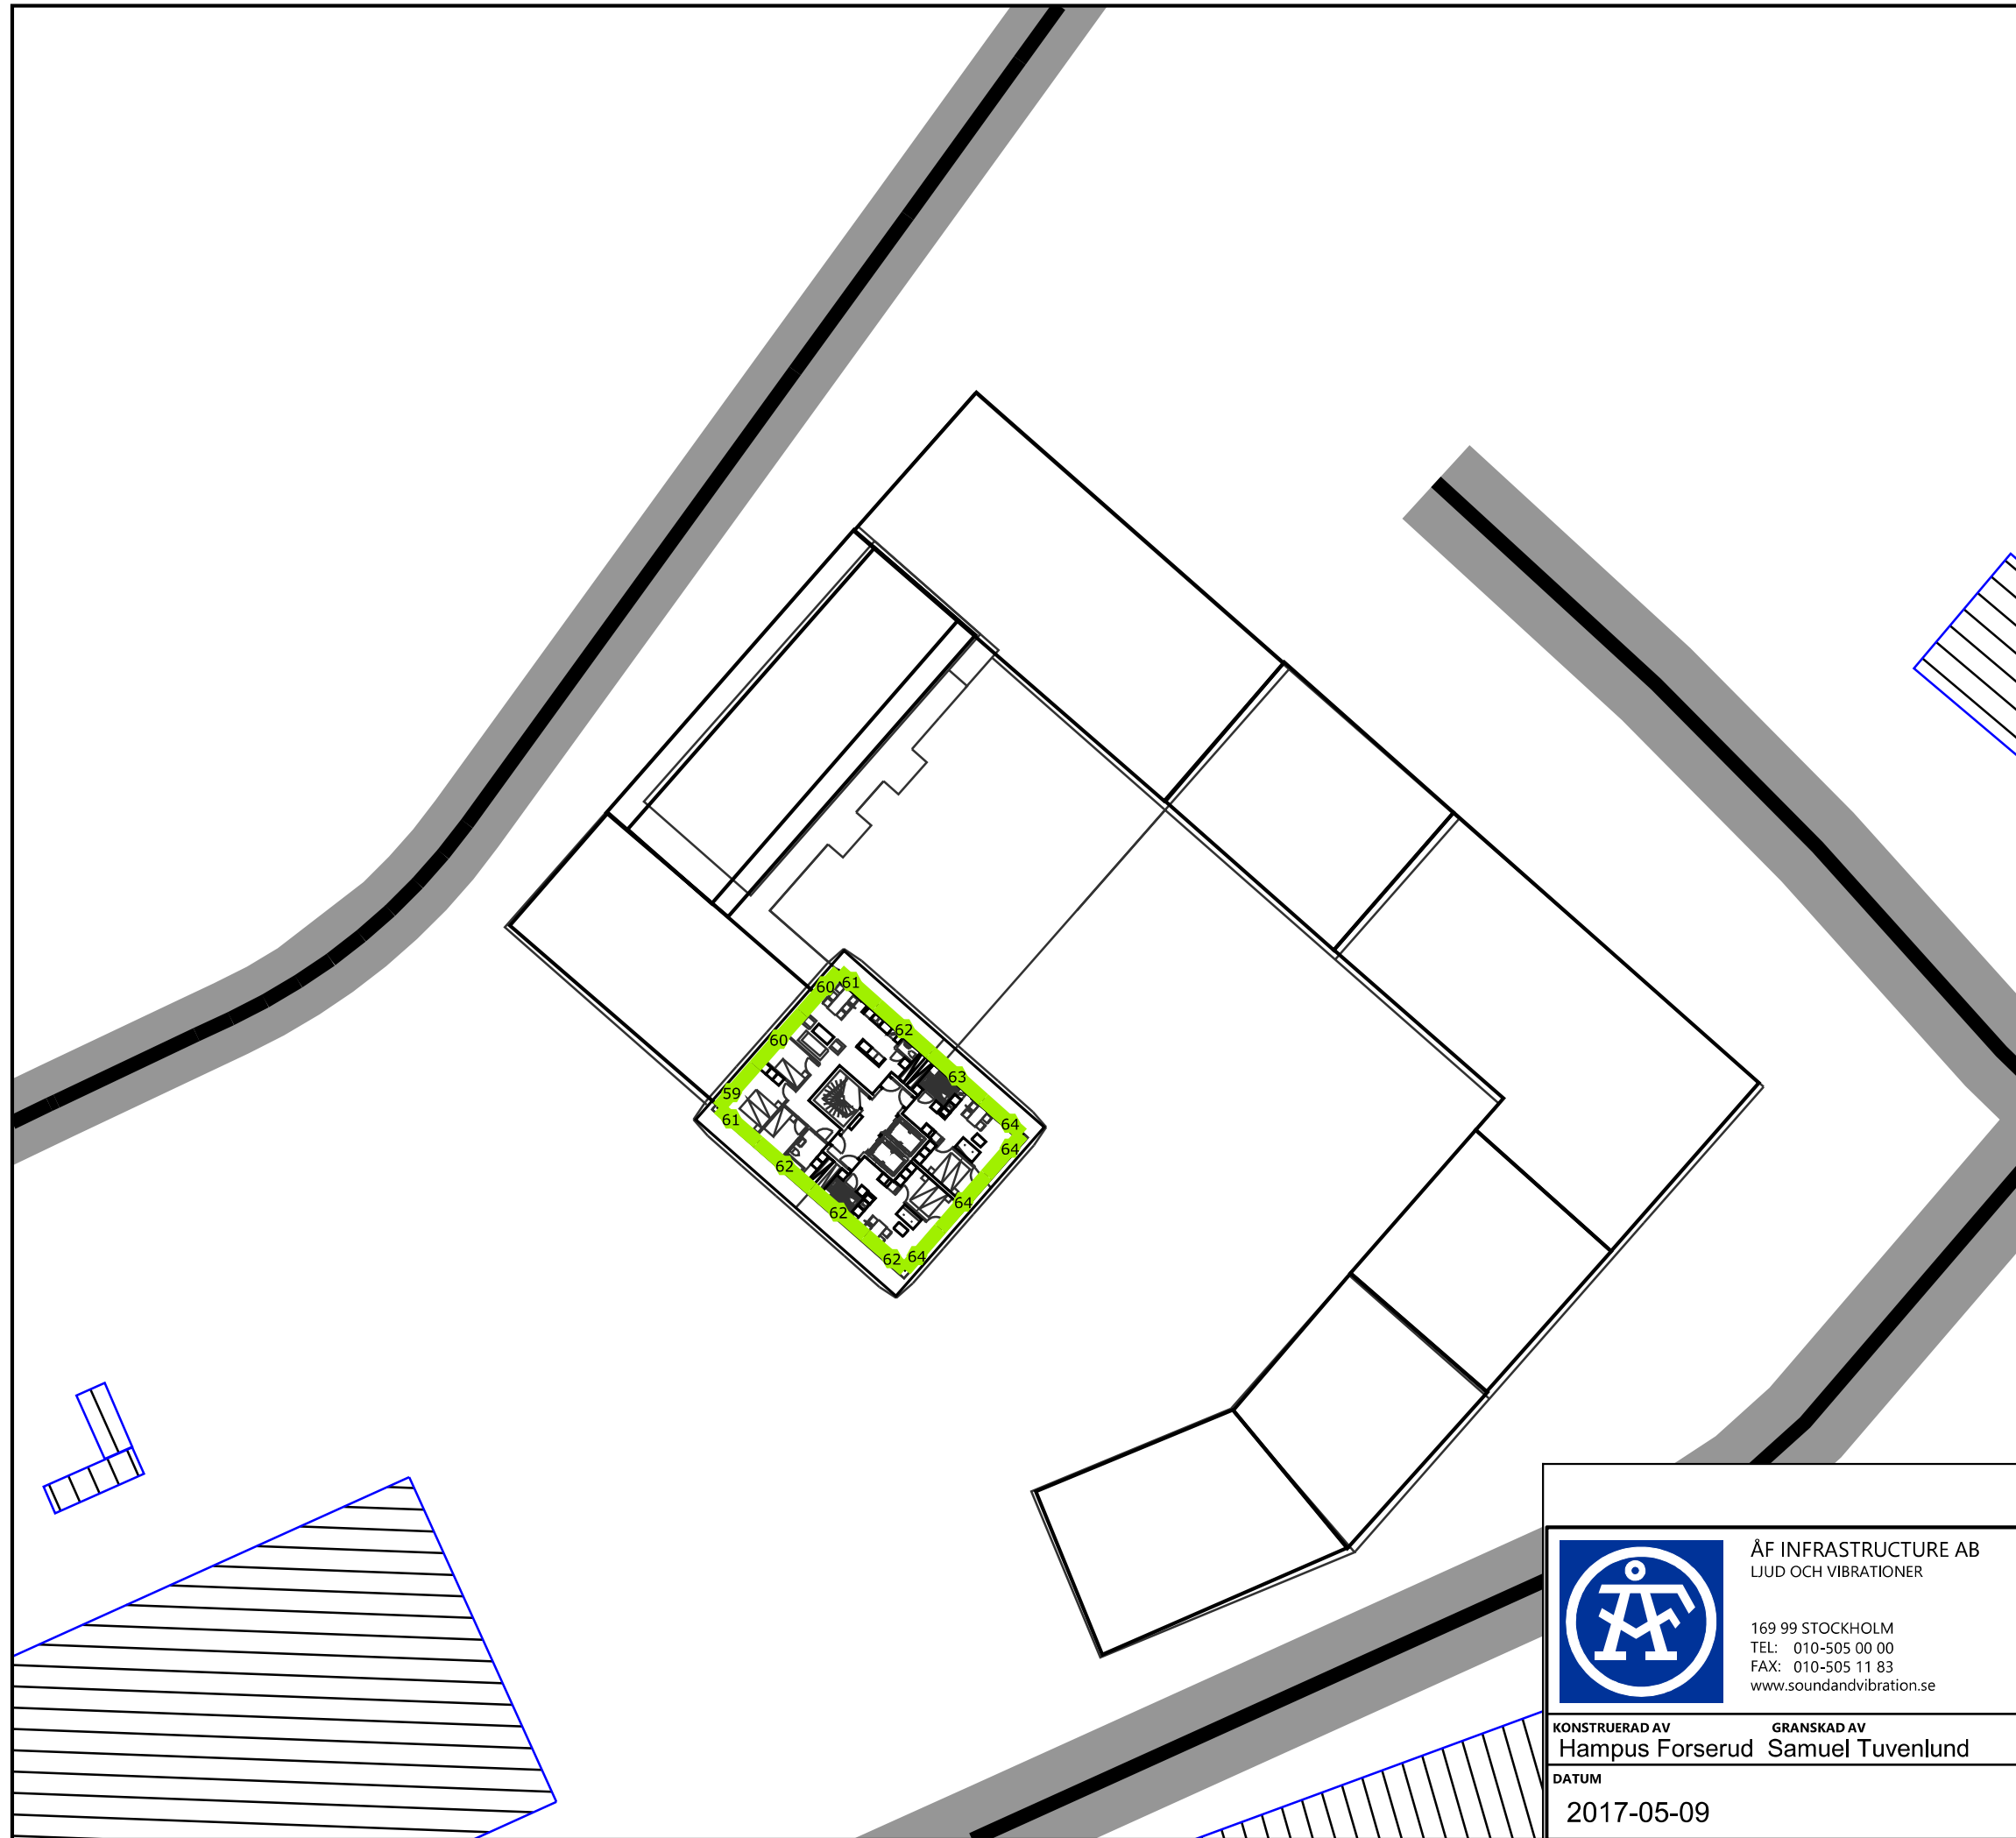 60 61
60 62
59 63
61 64
64
62
64
62
62 64
ÅF INFRASTRUCTURE AB
LJUD OCH VIBRATIONER
169 99 STOCKHOLM
TEL: 010-505 00 00
FAX: 010-505 11 83
www.soundandvibration.se
KONSTRUERAD AV GRANSKAD AV
Hampus Forserud Samuel Tuvenlund
DATUM
2017-05-09